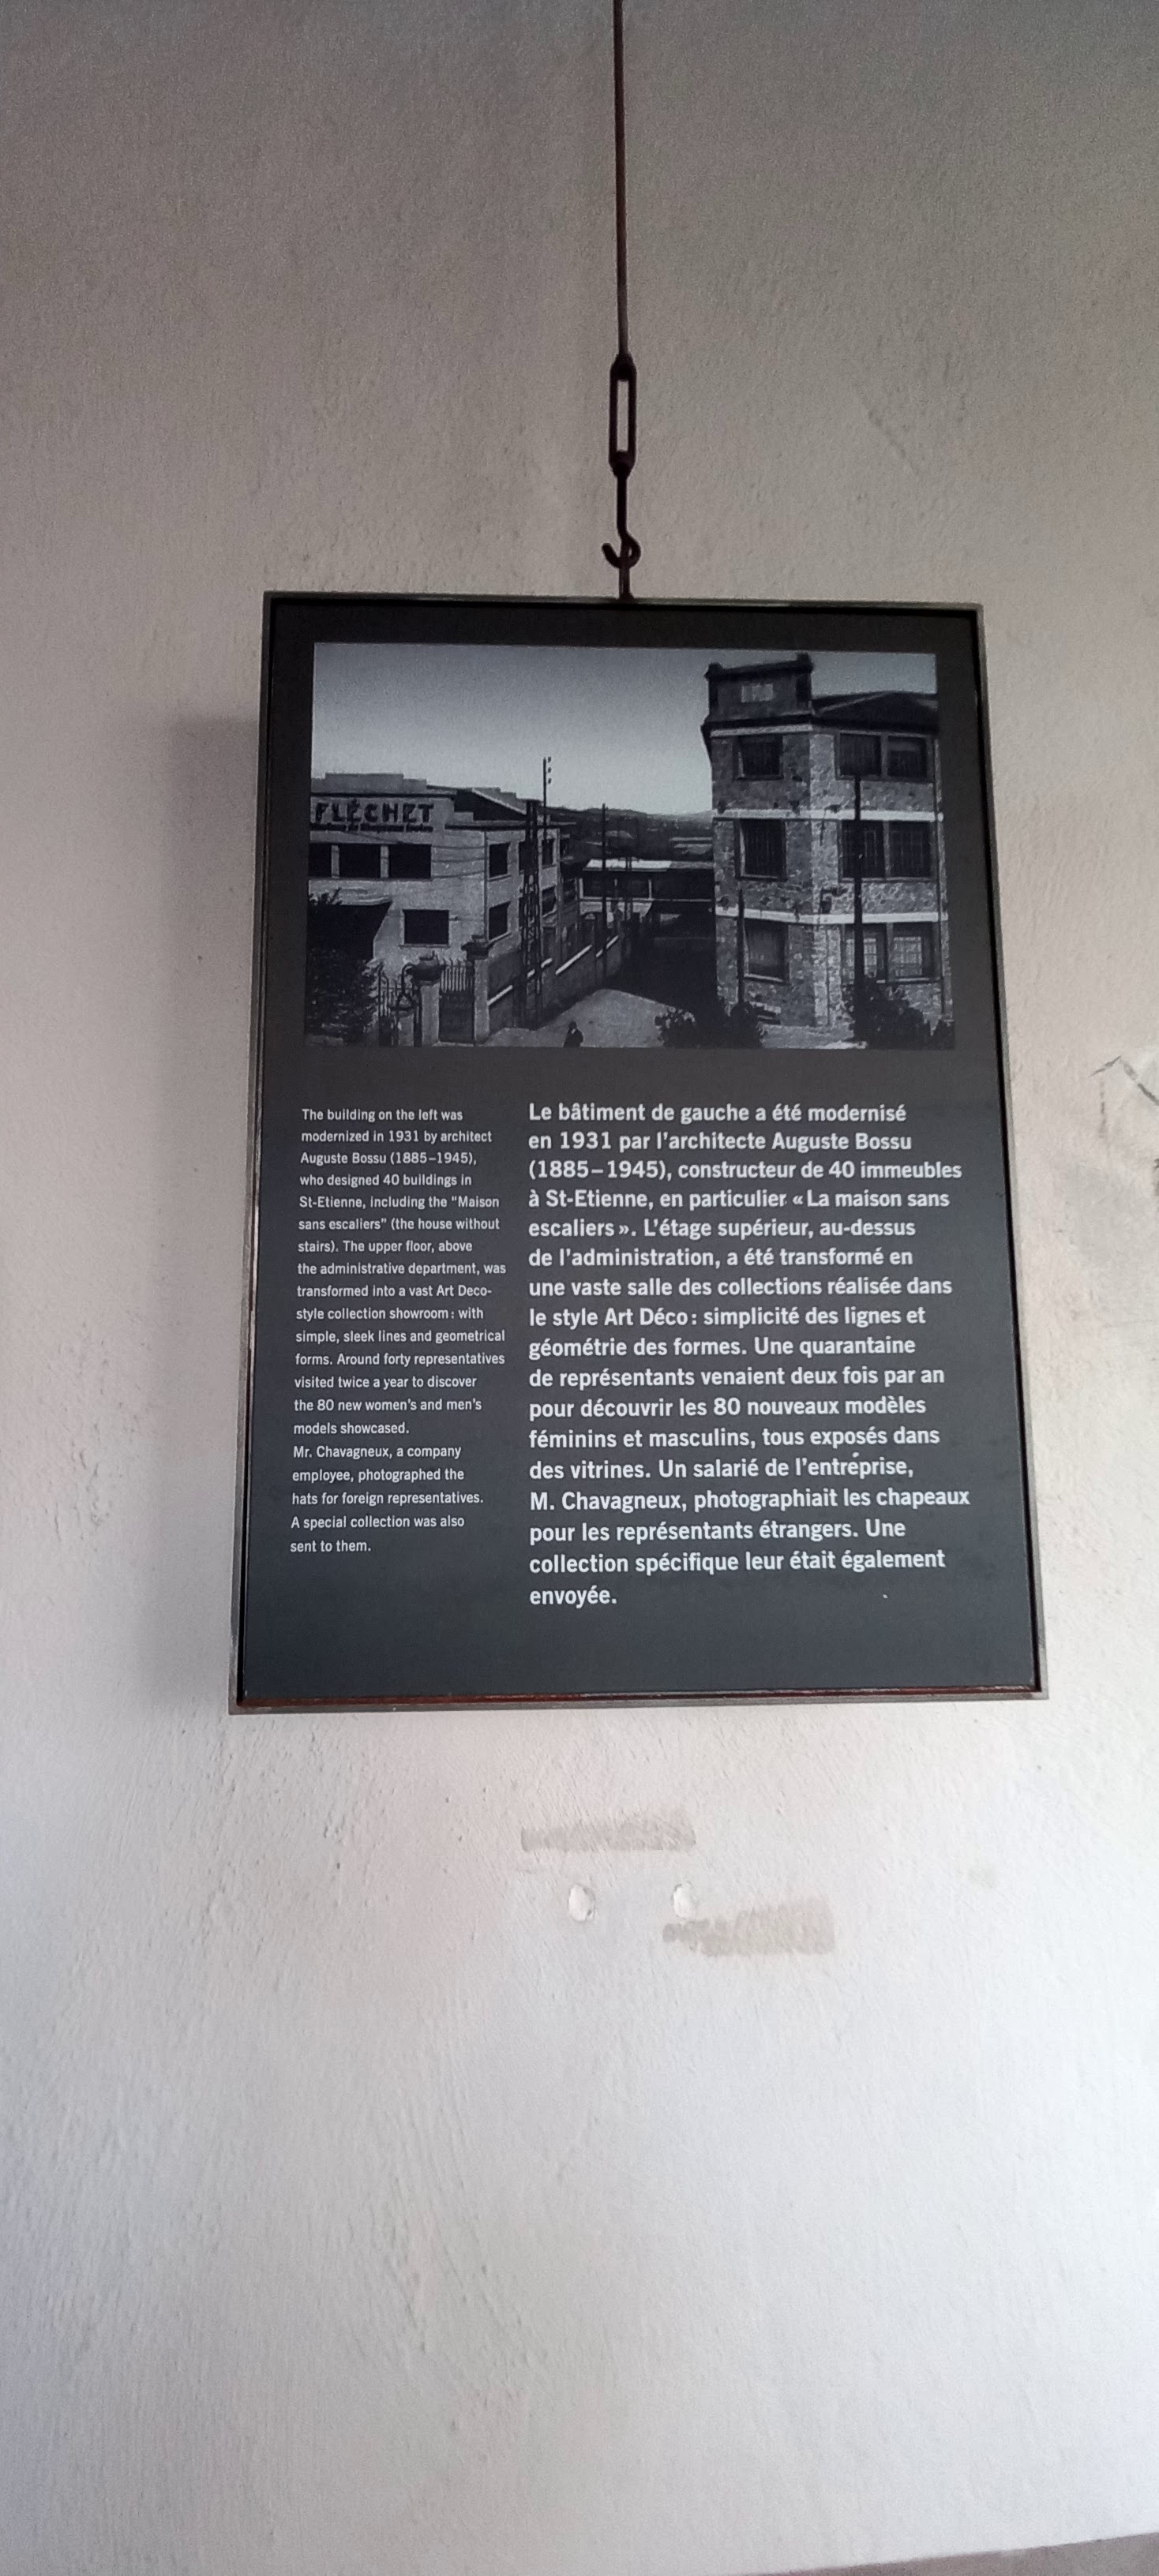 FLÉCHET
The building on the left was
modernized in 1931 by architect
Auguste Bossu (1885–1945),
who designed 40 buildings in
St-Etienne, including the “Maison
sans escaliers” (the house without
stairs). The upper floor, above
the administrative department, was
transformed into a vast Art Deco-
style collection showroom : with
simple, sleek lines and geometrical
forms. Around forty representatives
visited twice a year to discover
the 80 new women’s and men’s
models showcased.
Mr. Chavagneux, a company
employee, photographed the
hats for foreign representatives.
A special collection was also
sent to them.
Le bâtiment de gauche a été modernisé
en 1931 par l’architecte Auguste Bossu
(1885–1945), constructeur de 40 immeubles
à St-Etienne, en particulier « La maison sans
escaliers ». L’étage supérieur, au-dessus
de l’administration, a été transformé en
une vaste salle des collections réalisée dans
le style Art Déco : simplicité des lignes et
géométrie des formes. Une quarantaine
de représentants venaient deux fois par an
pour découvrir les 80 nouveaux modèles
féminins et masculins, tous exposés dans
des vitrines. Un salarié de l’entreprise,
M. Chavagneux, photographiait les chapeaux
pour les représentants étrangers. Une
collection spécifique leur était également
envoyée.